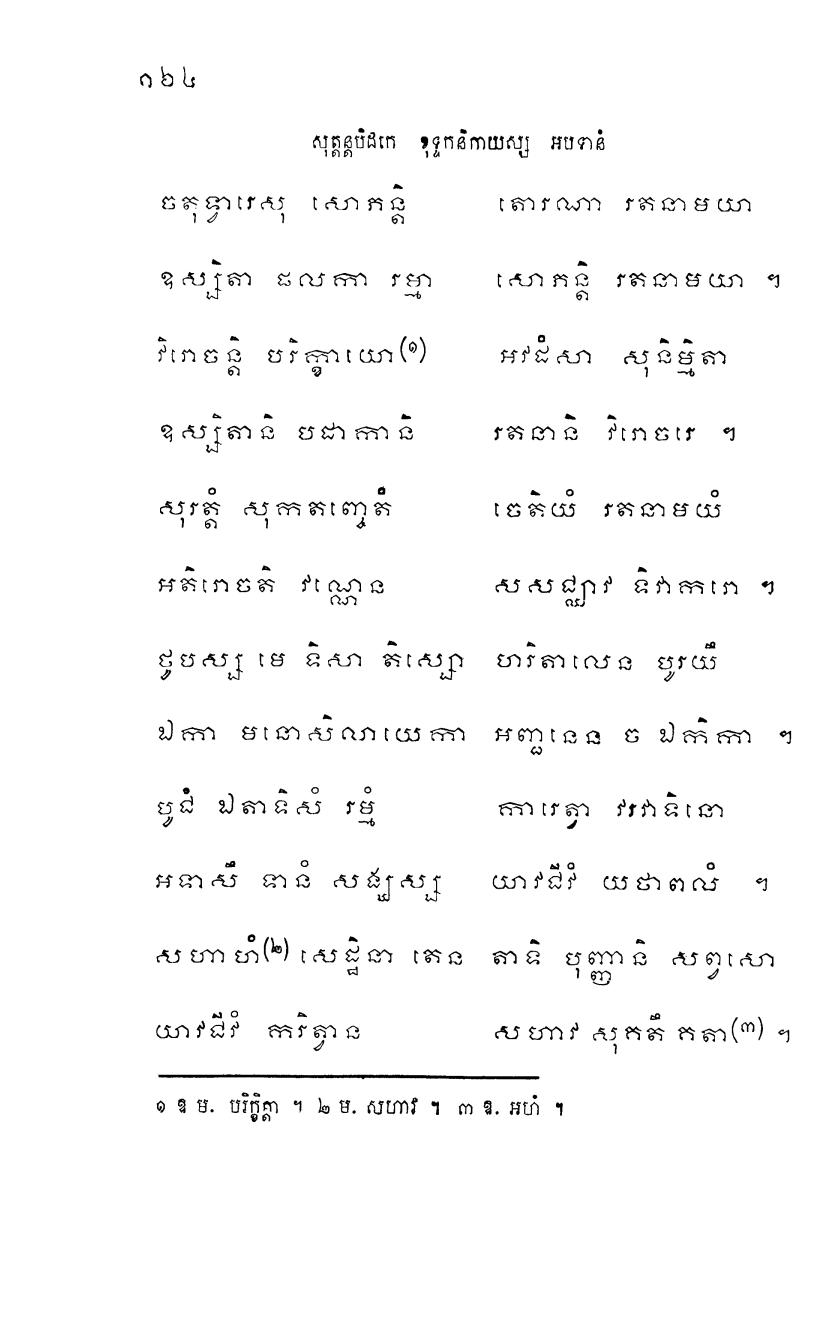 ១៦៤
សុត្តន្តបិដកេ ខុទ្ទកនិកាយស្ស អបទានំ
ចតុទ្វារេសុ សោភន្តិ តោរណា រតនាមយា
ឧស្សិតា ផលកា រម្មា សោភន្តិ រតនាមយា ។
វិរោចន្តិ បរិក្ខាយោ(១) អវដំសា សុនិម្មិតា
ឧស្សិតានិ បដាកានិ រតនានិ វិរោចរេ ។
សុរត្តំ សុកតញ្ចេតំ ចេតិយំ រតនាមយំ
អតិរោចតិ វណ្ណេន សសជ្ឈាវ ទិវាករោ ។
ថូបស្ស មេ ទិសា តិស្សោ ហរិតាលេន បូរយឹ
ឯកា មនោសិលាយេកា អញ្ជនេន ច ឯកិកា ។
បូជំ ឯតាទិសំ រម្មំ ការេត្វា វរវាទិនោ
អទាសឹ ទានំ សង្ឃស្ស យាវជីវំ យថាពលំ ។
សហាហំ(២) សេដ្ឋិនា តេន តាទិ បុញ្ញានិ សព្វសោ
យាវជីវំ ករិត្វាន សហាវ សុគតឹ គតា(៣) ។
១ ឱ ម. បរិក្ខិត្តា ។ ២ ម. សហាវ ។ ៣ ឱ. អហំ ។